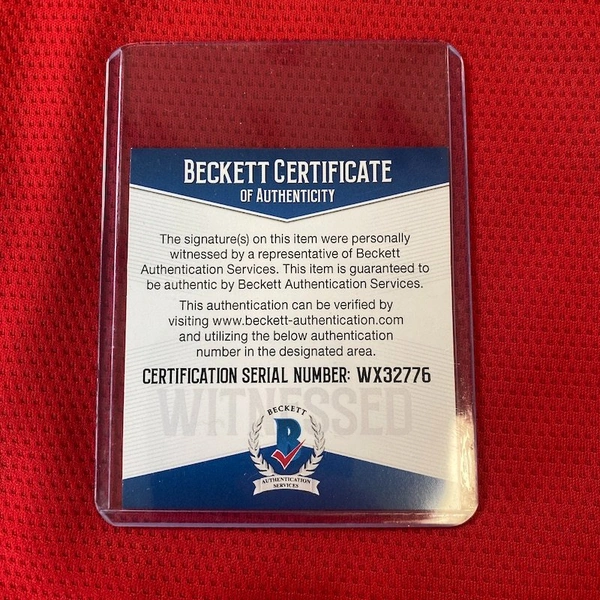 BECKETT CERTIFICATE
OF AUTHENTICITY
The signature(s) on this item were personally
witnessed by a representative of Beckett
Authentication Services. This item is guaranteed to
be authentic by Beckett Authentication Services.
This authentication can be verified by
visiting www.beckett-authentication.com
and utilizing the below authentication
number in the designated area.
CERTIFICATION SERIAL NUMBER: WX32776
WITNESSED
BECKETT
B
AUTHENTICATION
SERVICES